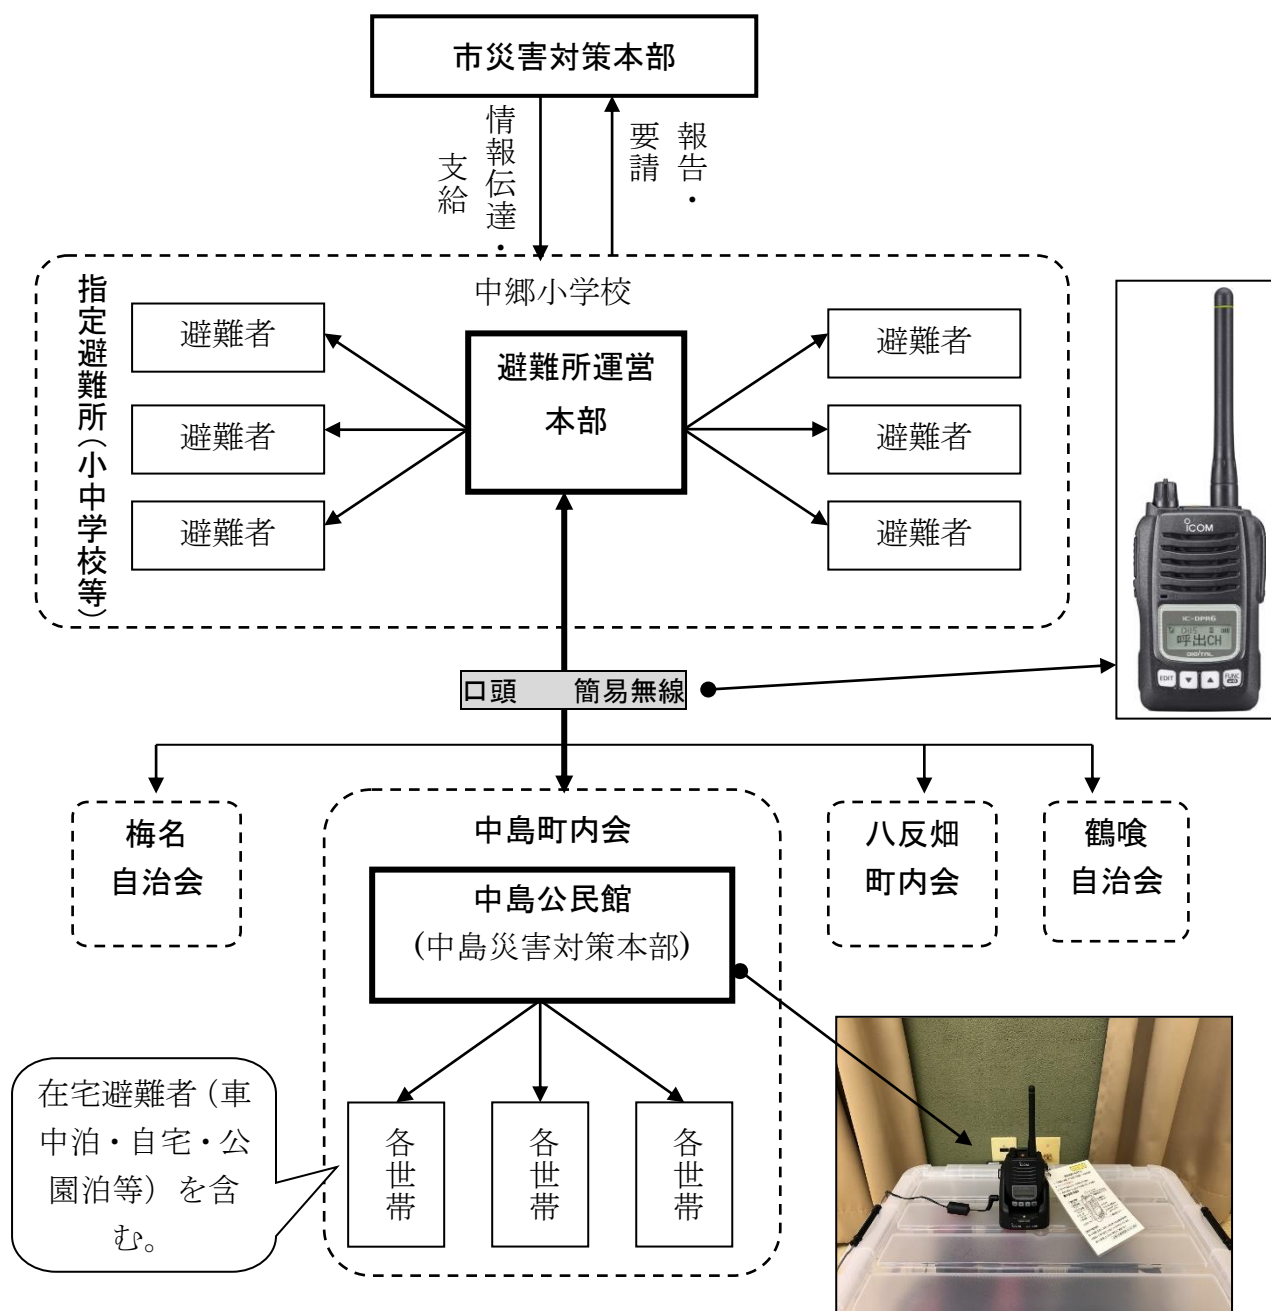 市災害対策本部
情報伝達・
支給
報告・
要請
指定避難所（小中学校等）
中郷小学校
避難者
避難者
避難者
避難所運営
本部
避難者
避難者
避難者
iCOM
IC-DPR6
CH15
呼出CH
DIGITAL
EDIT
FUNC
口頭 簡易無線
梅名
自治会
中島町内会
中島公民館
(中島災害対策本部)
八反畑
町内会
鶴喰
自治会
在宅避難者（車
中泊・自宅・公
園泊等）を含
む。
各世帯
各世帯
各世帯